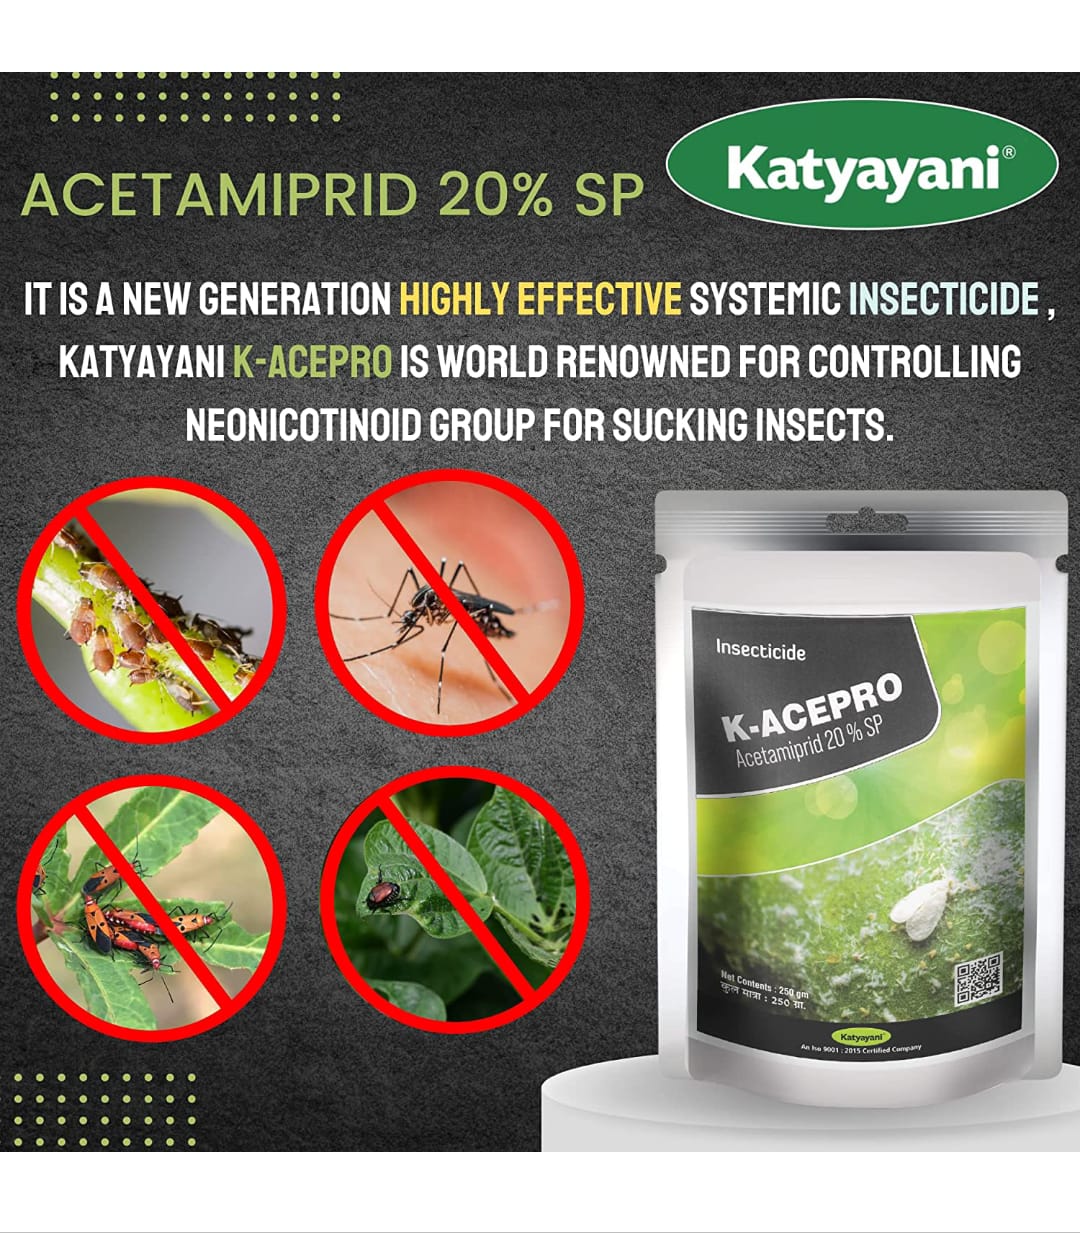 Katyayani®
ACETAMIPRID 20% SP
IT IS A NEW GENERATION HIGHLY EFFECTIVE SYSTEMIC INSECTICIDE ,
KATYAYANI K-ACEPRO IS WORLD RENOWNED FOR CONTROLLING
NEONICOTINOID GROUP FOR SUCKING INSECTS.
Insecticide
K-ACEPRO
Acetamiprid 20 % SP
Net Contents : 250 gm
कुल मात्रा : 250 ग्रा.
Katyayani
An Iso 9001 : 2015 Certified Company